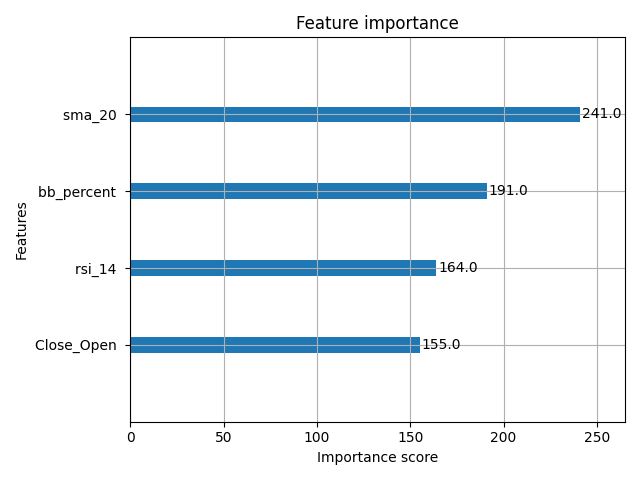 Feature importance
Features
sma_20
241.0
bb_percent
191.0
rsi_14
164.0
Close_Open
155.0
0 50 100 150 200 250
Importance score